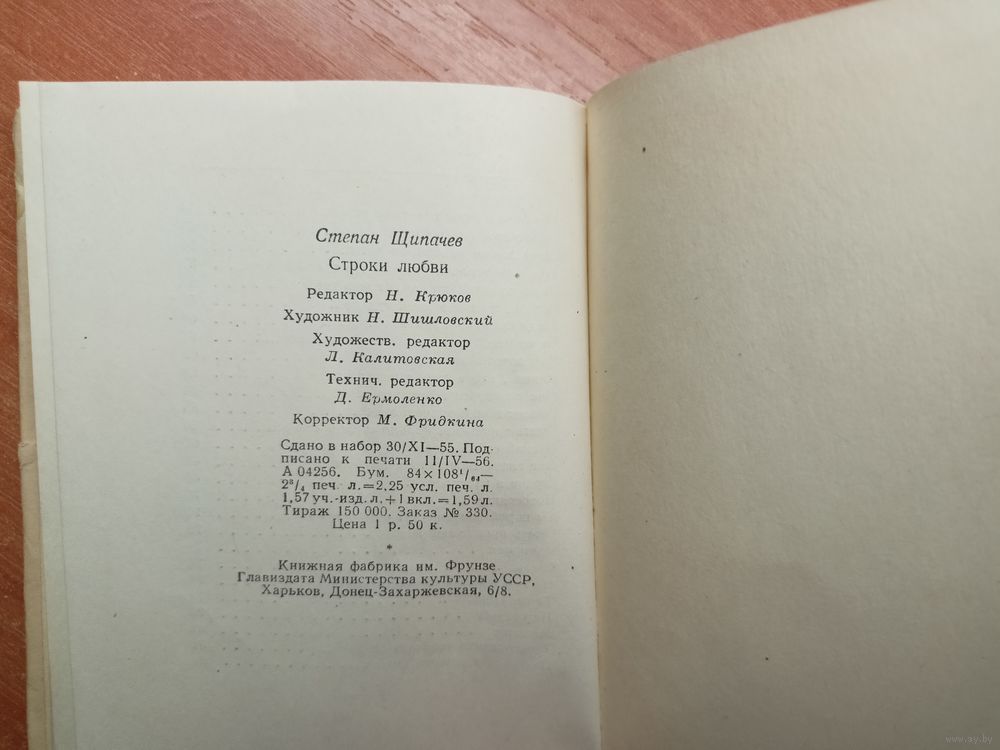 Степан Щипачев
Строки любви
Редактор Н. Крюков
Художник Н. Шишловский
Художеств. редактор
Л. Калитовская
Технич. редактор
Д. Ермоленко
Корректор М. Фридкина
Сдано в набор 30/XI—55. Под-
писано к печати 11/IV—56.
А 04256. Бум. 84×108¹/₆₄—
2³/₄ печ. л.=2,25 усл. печ. л.
1,57 уч.-изд. л.+1 вкл.=1,59 л.
Тираж 150 000. Заказ № 330.
Цена 1 р. 50 к.
*
Книжная фабрика им. Фрунзе
Главиздата Министерства культуры УССР,
Харьков, Донец-Захаржевская, 6/8.
www.ay.by